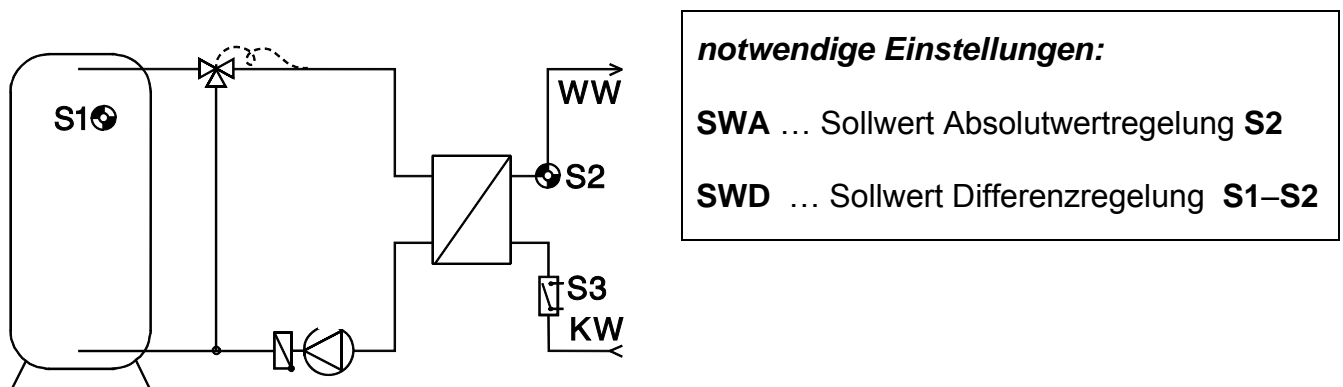 S1
WW
S2
S3
KW
notwendige Einstellungen:
SWA … Sollwert Absolutwertregelung S2
SWD … Sollwert Differenzregelung S1–S2